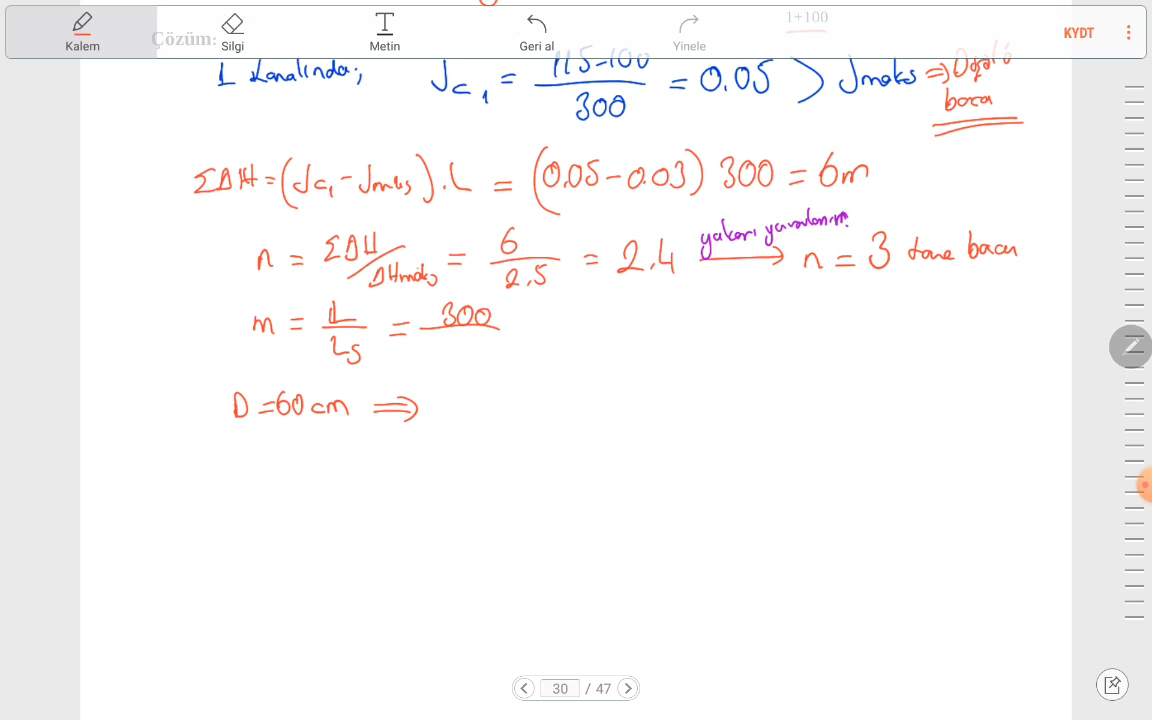 Kalem
Silgi
Metin
Geri al
Yinele
KYDT
Çözüm:
1+100
1 Kanalında; Jc1 = 115-100 / 300 = 0.05 > Jmaks ⇒
baca
ΣΔH = (Jc1 - Jmaks).L = (0.05-0.03) 300 = 6m
n = ΣΔH / ΔHmaks = 6 / 2.5 = 2.4 yukarı yuvarlanır. → n = 3 tane baca
m = L / Ls = 300
D = 60 cm ⇒
30 / 47